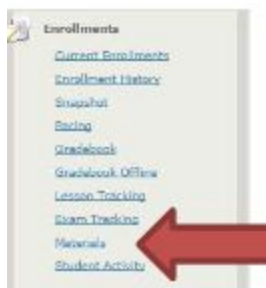 Enrollments
Current Enrollments
Enrollment History
Snapshot
Pacing
Gradebook
Gradebook Offline
Lesson Tracking
Exam Tracking
Materials
Student Activity